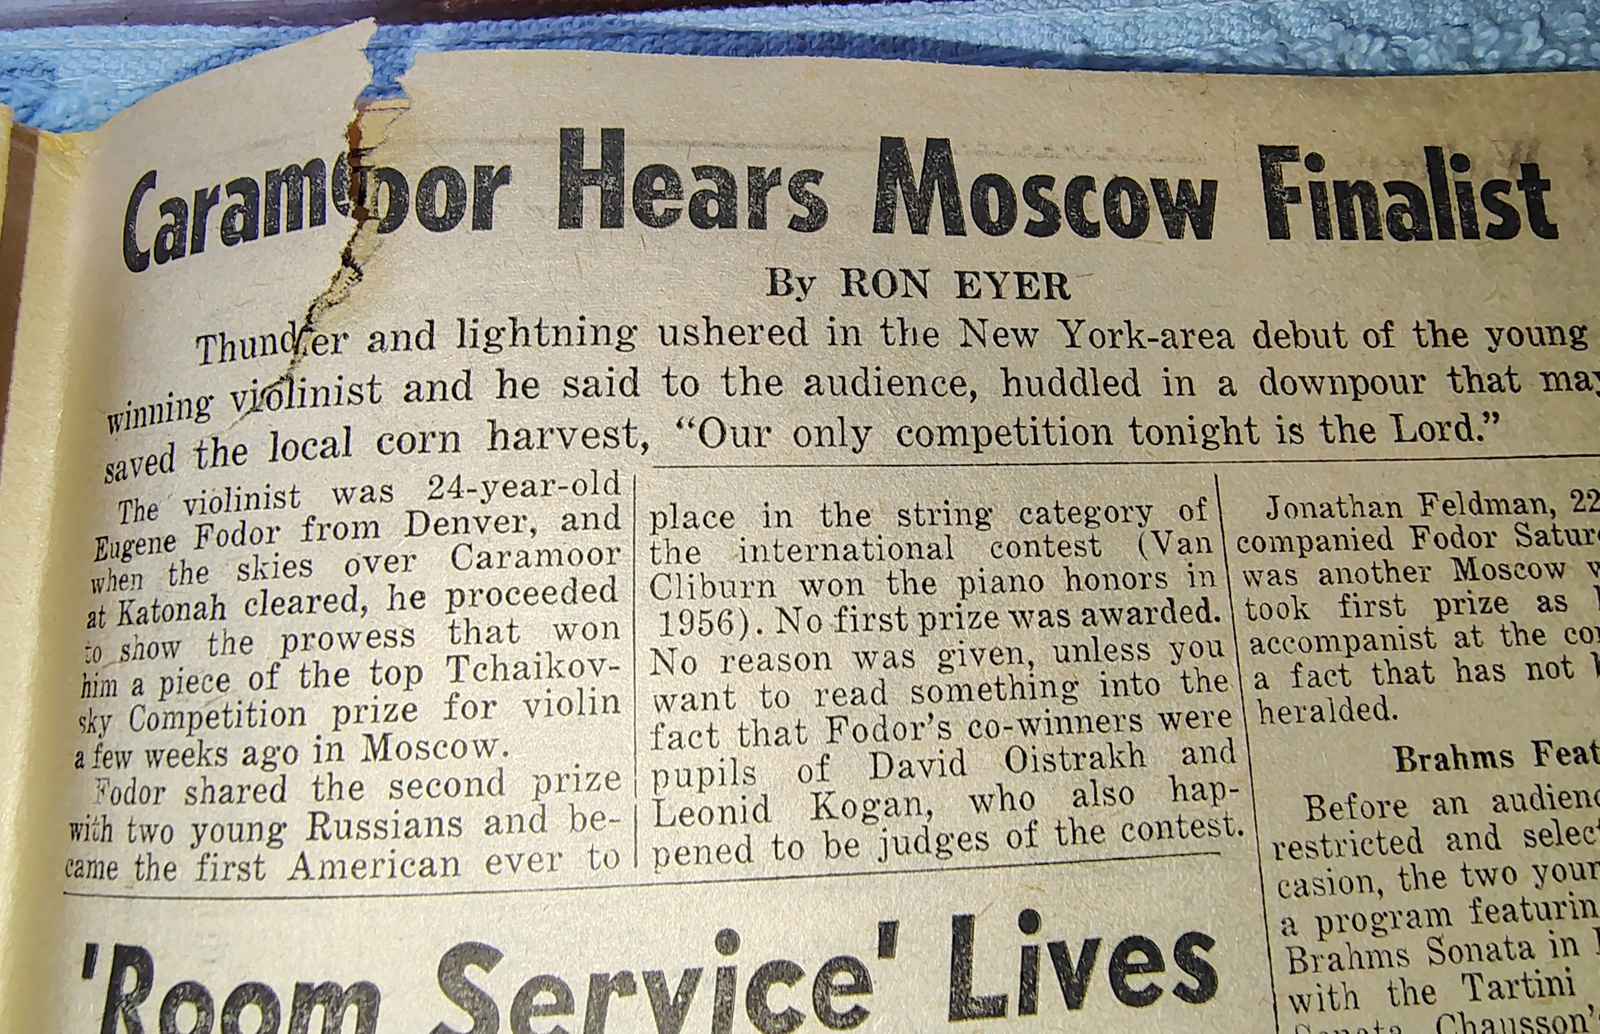 Caramoor Hears Moscow Finalist
By RON EYER
Thunder and lightning ushered in the New York-area debut of the young
winning violinist and he said to the audience, huddled in a downpour that may
saved the local corn harvest, “Our only competition tonight is the Lord.”
The violinist was 24-year-old
Eugene Fodor from Denver, and
when the skies over Caramoor
at Katonah cleared, he proceeded
to show the prowess that won
him a piece of the top Tchaikov-
sky Competition prize for violin
a few weeks ago in Moscow.
Fodor shared the second prize
with two young Russians and be-
came the first American ever to
place in the string category of
the international contest (Van
Cliburn won the piano honors in
1956). No first prize was awarded.
No reason was given, unless you
want to read something into the
fact that Fodor's co-winners were
pupils of David Oistrakh and
Leonid Kogan, who also hap-
pened to be judges of the contest.
Jonathan Feldman, 22
companied Fodor Satur
was another Moscow w
took first prize as
accompanist at the co
a fact that has not
heralded.
Brahms Feat
Before an audienc
restricted and select
casion, the two youn
a program featurin
Brahms Sonata in
with the Tartini
Sonata Chausson's
'Room Service' Lives